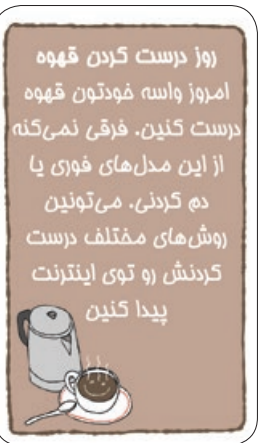 روز درست کردن قهوه
امروز واسه خودتون قهوه
درست کنین. فرقی نمی‌کنه
از این مدل‌های فوری یا
دم کردنی. می‌تونین
روش‌های مختلف درست
کردنش رو توی اینترنت
پیدا کنین